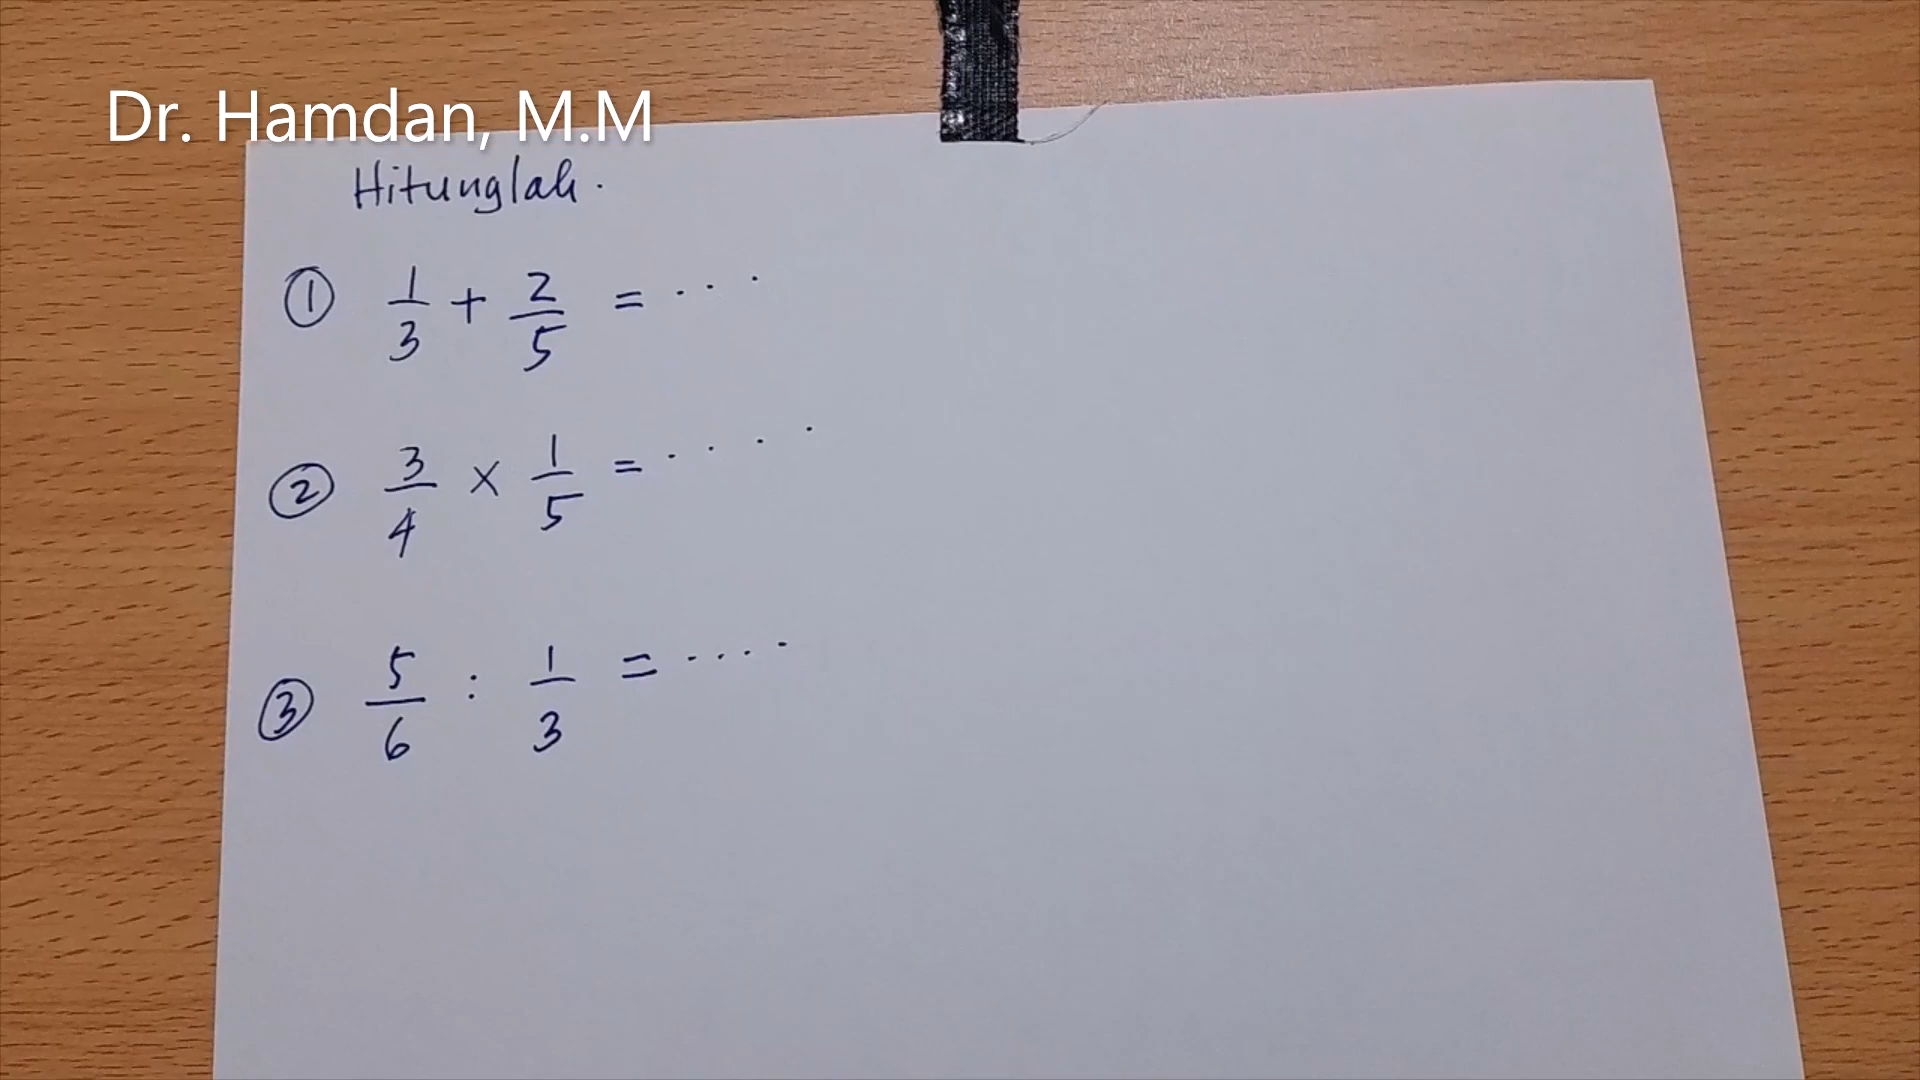 Dr. Hamdan, M.M
Hitunglah.
① 1/3 + 2/5 = ....
② 3/4 × 1/5 = ....
③ 5/6 : 1/3 = ....